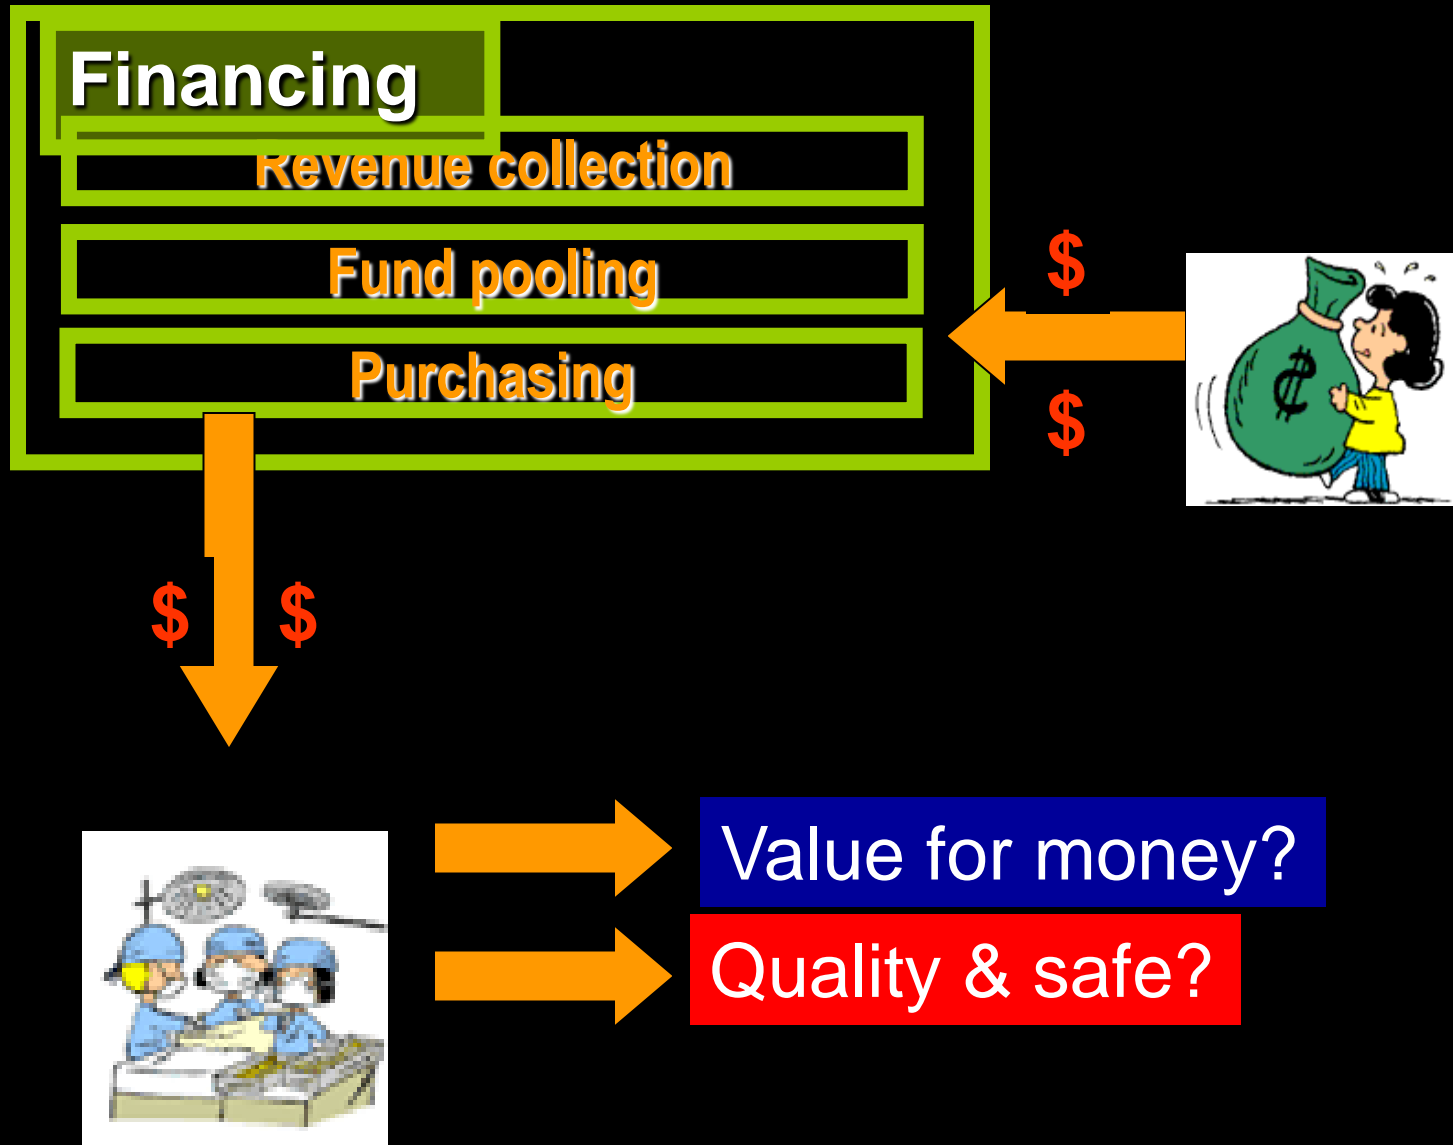 Financing
Revenue collection
Fund pooling
$
Purchasing
₡
$
$ $
Value for money?
Quality & safe?